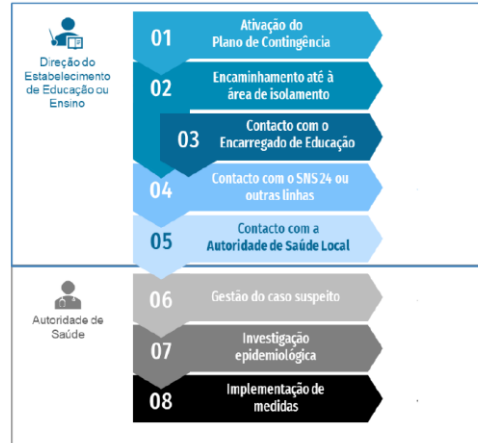 Direção do
Estabelecimento
de Educação ou
Ensino
01
Ativação do
Plano de Contingência
02
Encaminhamento até à
área de isolamento
03
Contacto com o
Encarregado de Educação
04
Contacto com o SNS24 ou
outras linhas
05
Contacto com a
Autoridade de Saúde Local
Autoridade de
Saúde
06
Gestão do caso suspeito
07
Investigação
epidemiológica
08
Implementação de
medidas